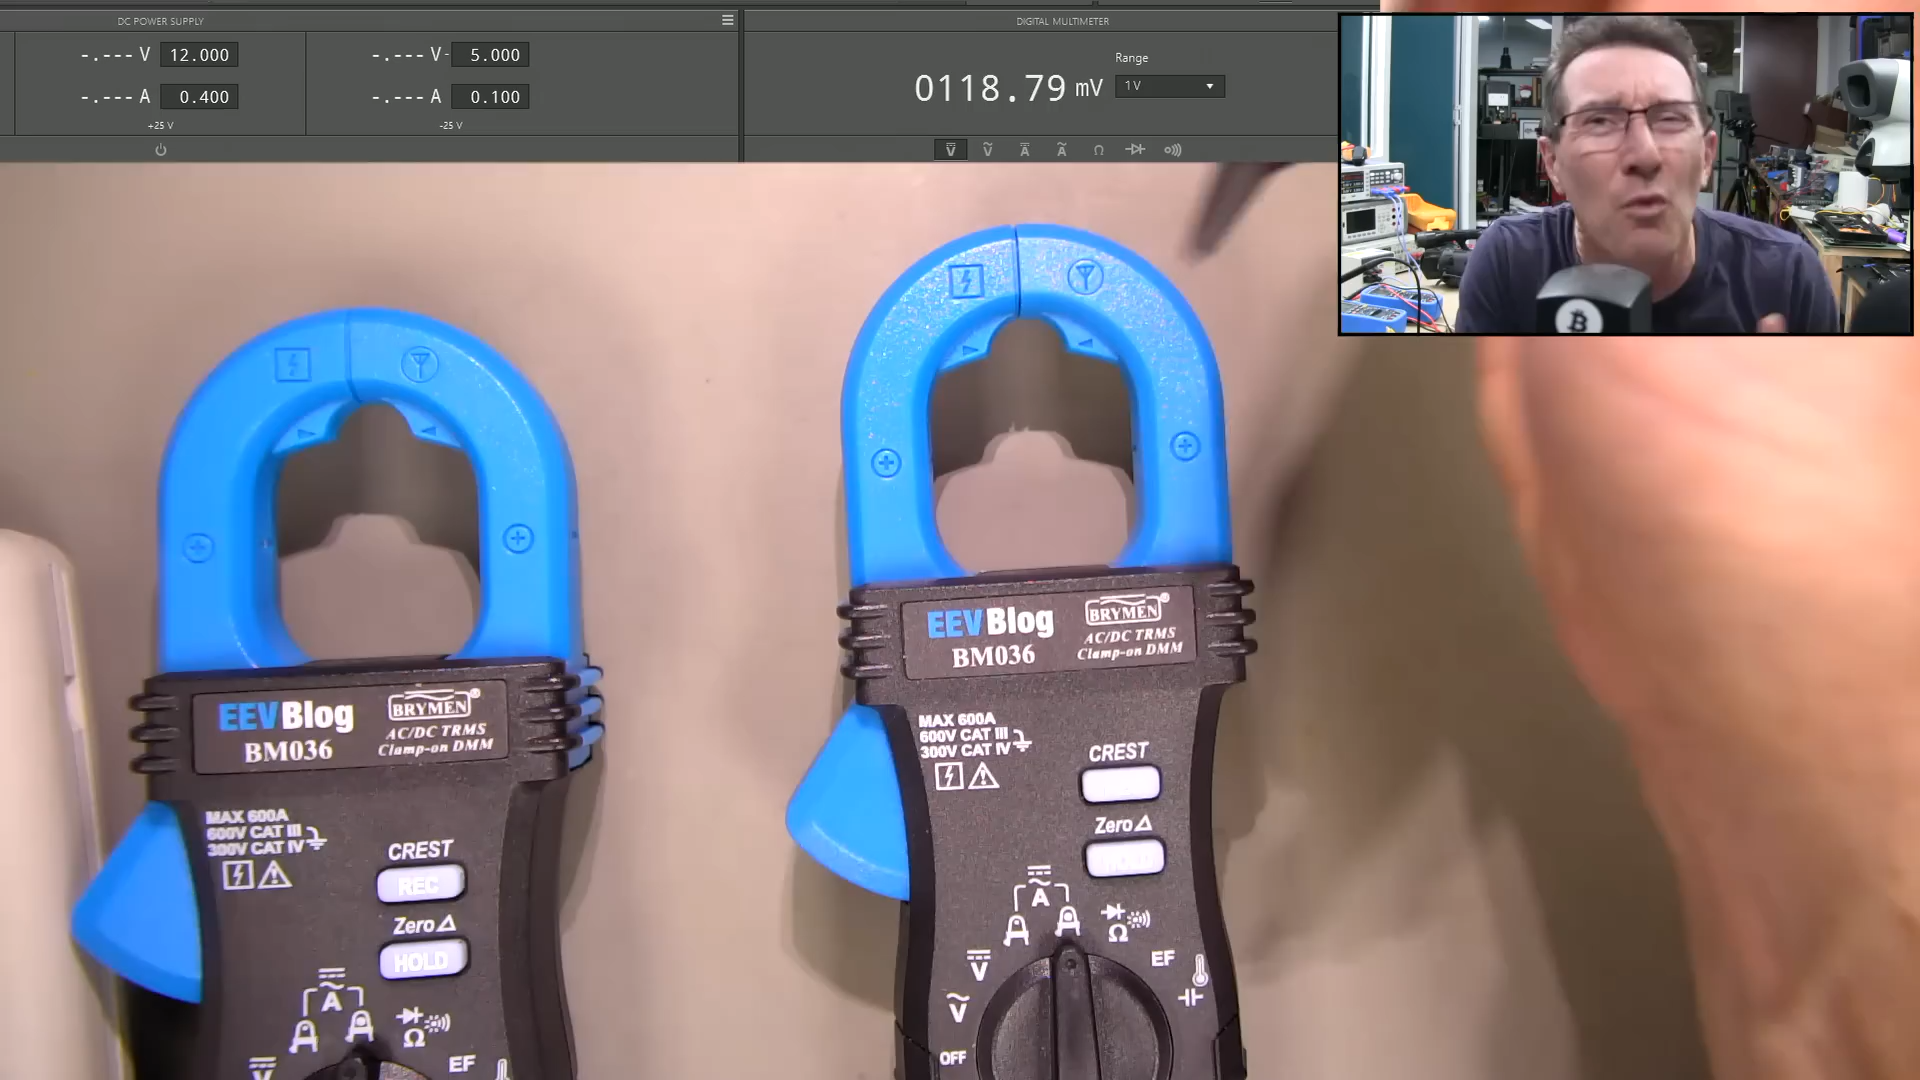 DC POWER SUPPLY
-.--- V 12.000
-.--- A 0.400
+25 V
-.--- V- 5.000
-.--- A 0.100
-25 V
DIGITAL MULTIMETER
0118.79 mV
Range
1 V
V V A A Ω
EEVBlog
BM036
BRYMEN®
AC/DC TRMS
Clamp-on DMM
MAX 600A
600V CAT III
300V CAT IV
CREST
REC
Zero Δ
HOLD
A
V
Ω
EF
EEVBlog
BM036
BRYMEN®
AC/DC TRMS
Clamp-on DMM
MAX 600A
600V CAT III
300V CAT IV
CREST
Zero Δ
A
V
V
OFF
Ω
EF